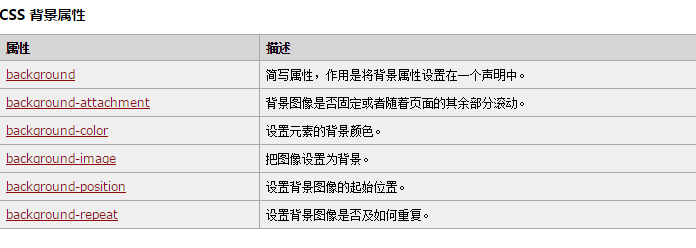 CSS 背景属性
属性 描述
background 简写属性，作用是将背景属性设置在一个声明中。
background-attachment 背景图像是否固定或者随着页面的其余部分滚动。
background-color 设置元素的背景颜色。
background-image 把图像设置为背景。
background-position 设置背景图像的起始位置。
background-repeat 设置背景图像是否及如何重复。